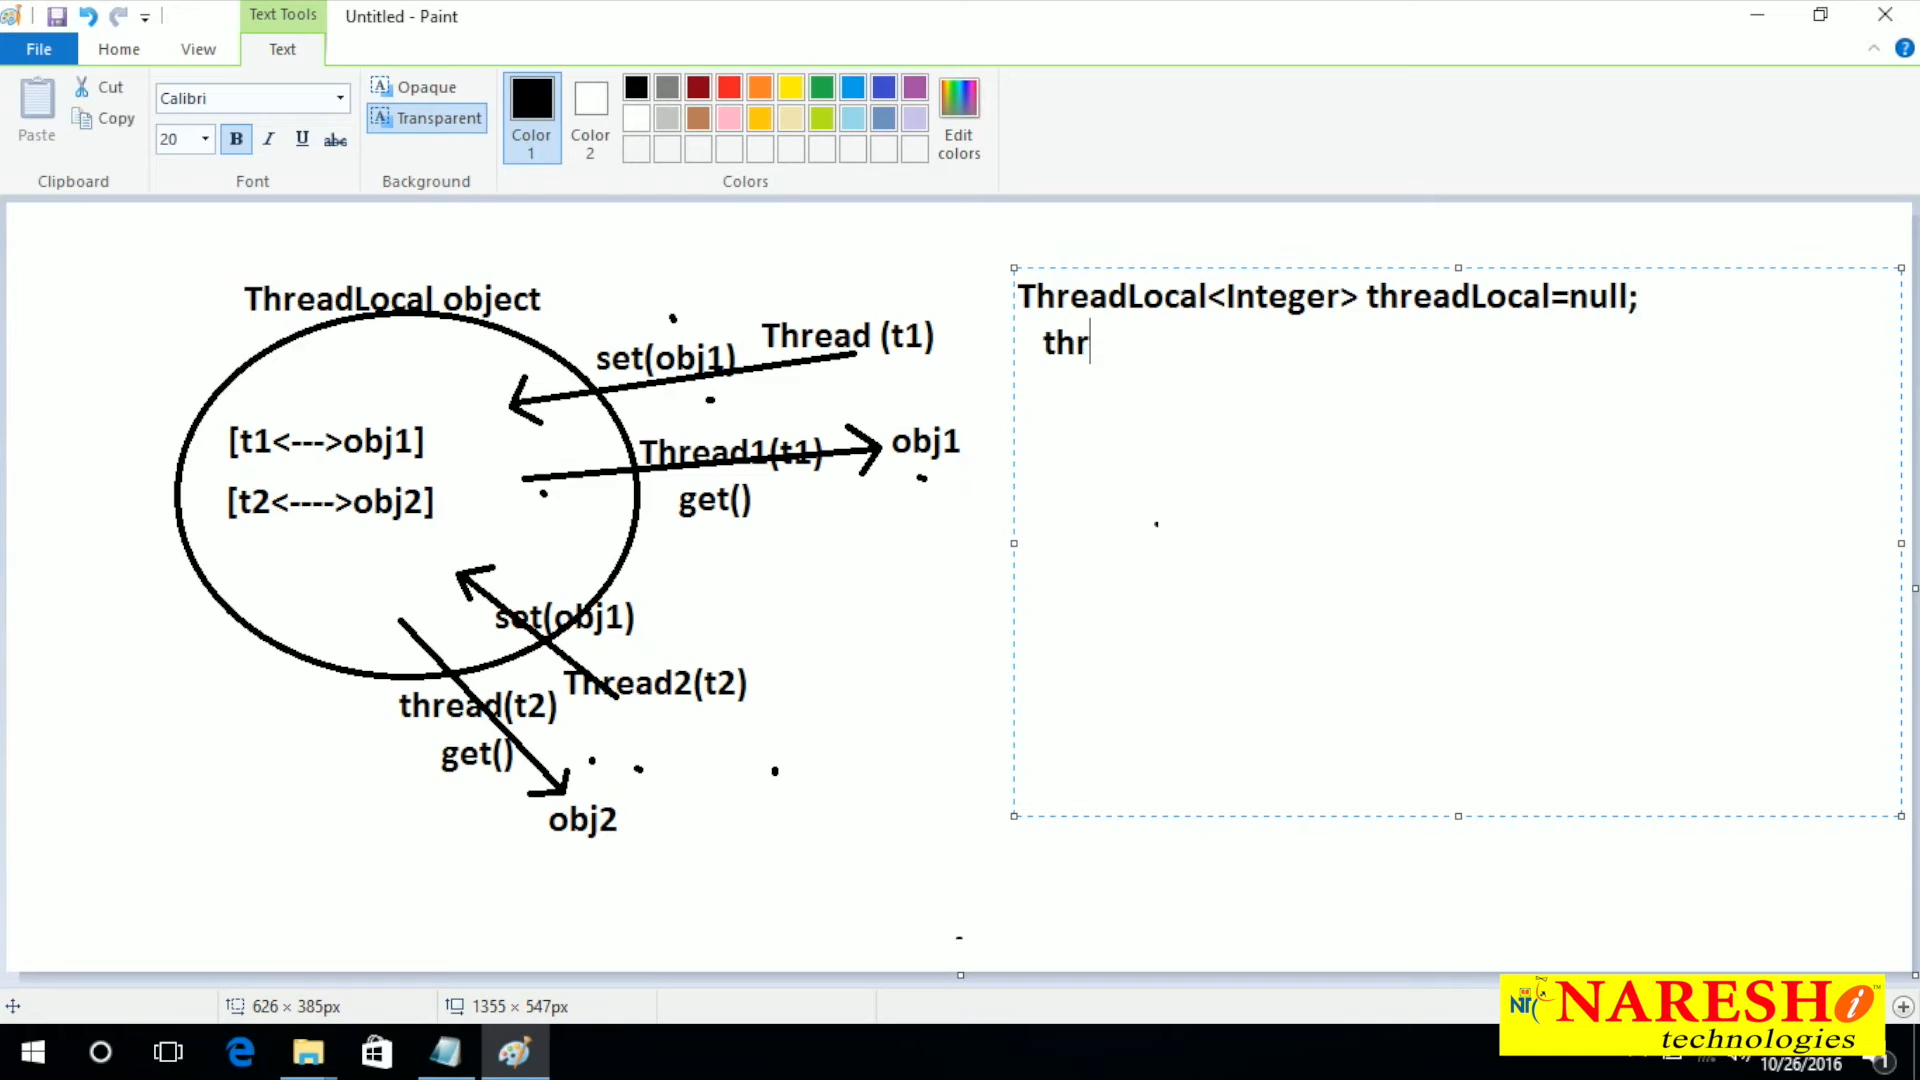 Text Tools
Untitled - Paint
File
Home
View
Text
Paste
Cut
Copy
Clipboard
Calibri
20
B I U abc
Font
Opaque
Transparent
Background
Color
1
Color
2
Edit
colors
Colors
ThreadLocal object
set(obj1)
Thread (t1)
[t1<--->obj1]
[t2<---->obj2]
Thread1(t1)
get()
obj1
set(obj1)
Thread2(t2)
thread(t2)
get()
obj2
ThreadLocal<Integer> threadLocal=null;
thr
626 × 385px
1355 × 547px
NARESH i
technologies
10/26/2016